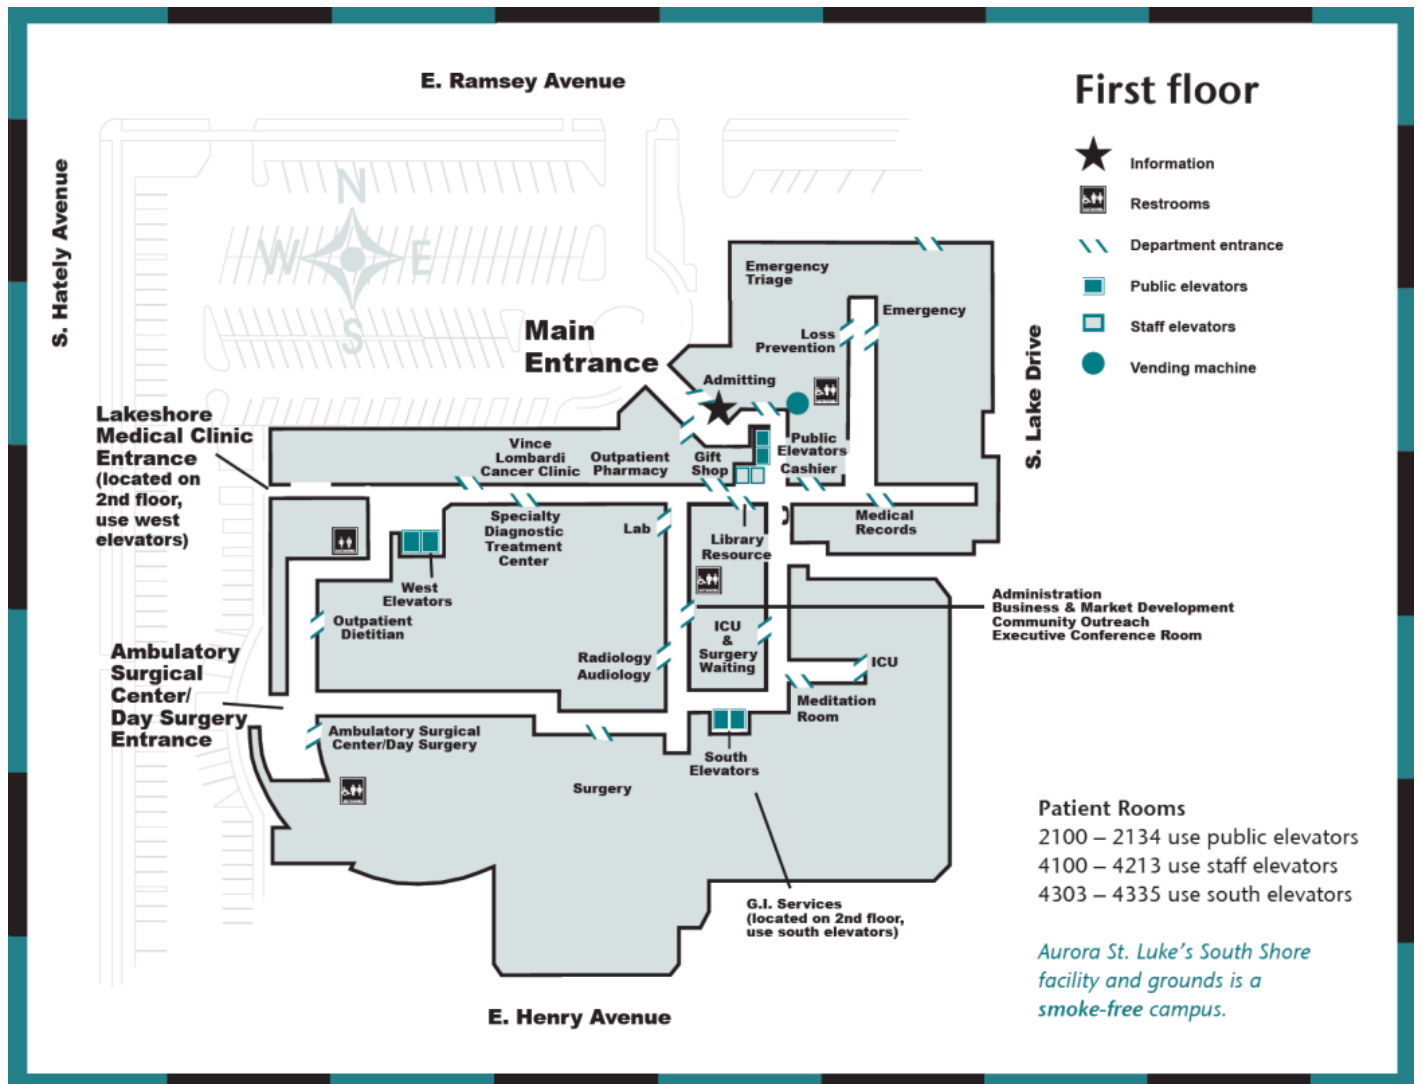 E. Ramsey Avenue
First floor
Information
Restrooms
Department entrance
Public elevators
Staff elevators
Vending machine
S. Hately Avenue
N
W
E
S
Main
Entrance
Emergency
Triage
Emergency
Loss
Prevention
Admitting
S. Lake Drive
Lakeshore
Medical Clinic
Entrance
(located on
2nd floor,
use west
elevators)
Vince
Lombardi
Cancer Clinic
Outpatient
Pharmacy
Gift
Shop
Public
Elevators
Cashier
Specialty
Diagnostic
Treatment
Center
Lab
Library
Resource
Medical
Records
West
Elevators
Outpatient
Dietitian
Radiology
Audiology
ICU
&
Surgery
Waiting
Administration
Business & Market Development
Community Outreach
Executive Conference Room
ICU
Meditation
Room
Ambulatory
Surgical
Center/
Day Surgery
Entrance
Ambulatory Surgical
Center/Day Surgery
South
Elevators
Surgery
G.I. Services
(located on 2nd floor,
use south elevators)
Patient Rooms
2100 – 2134 use public elevators
4100 – 4213 use staff elevators
4303 – 4335 use south elevators
Aurora St. Luke's South Shore
facility and grounds is a
smoke-free campus.
E. Henry Avenue